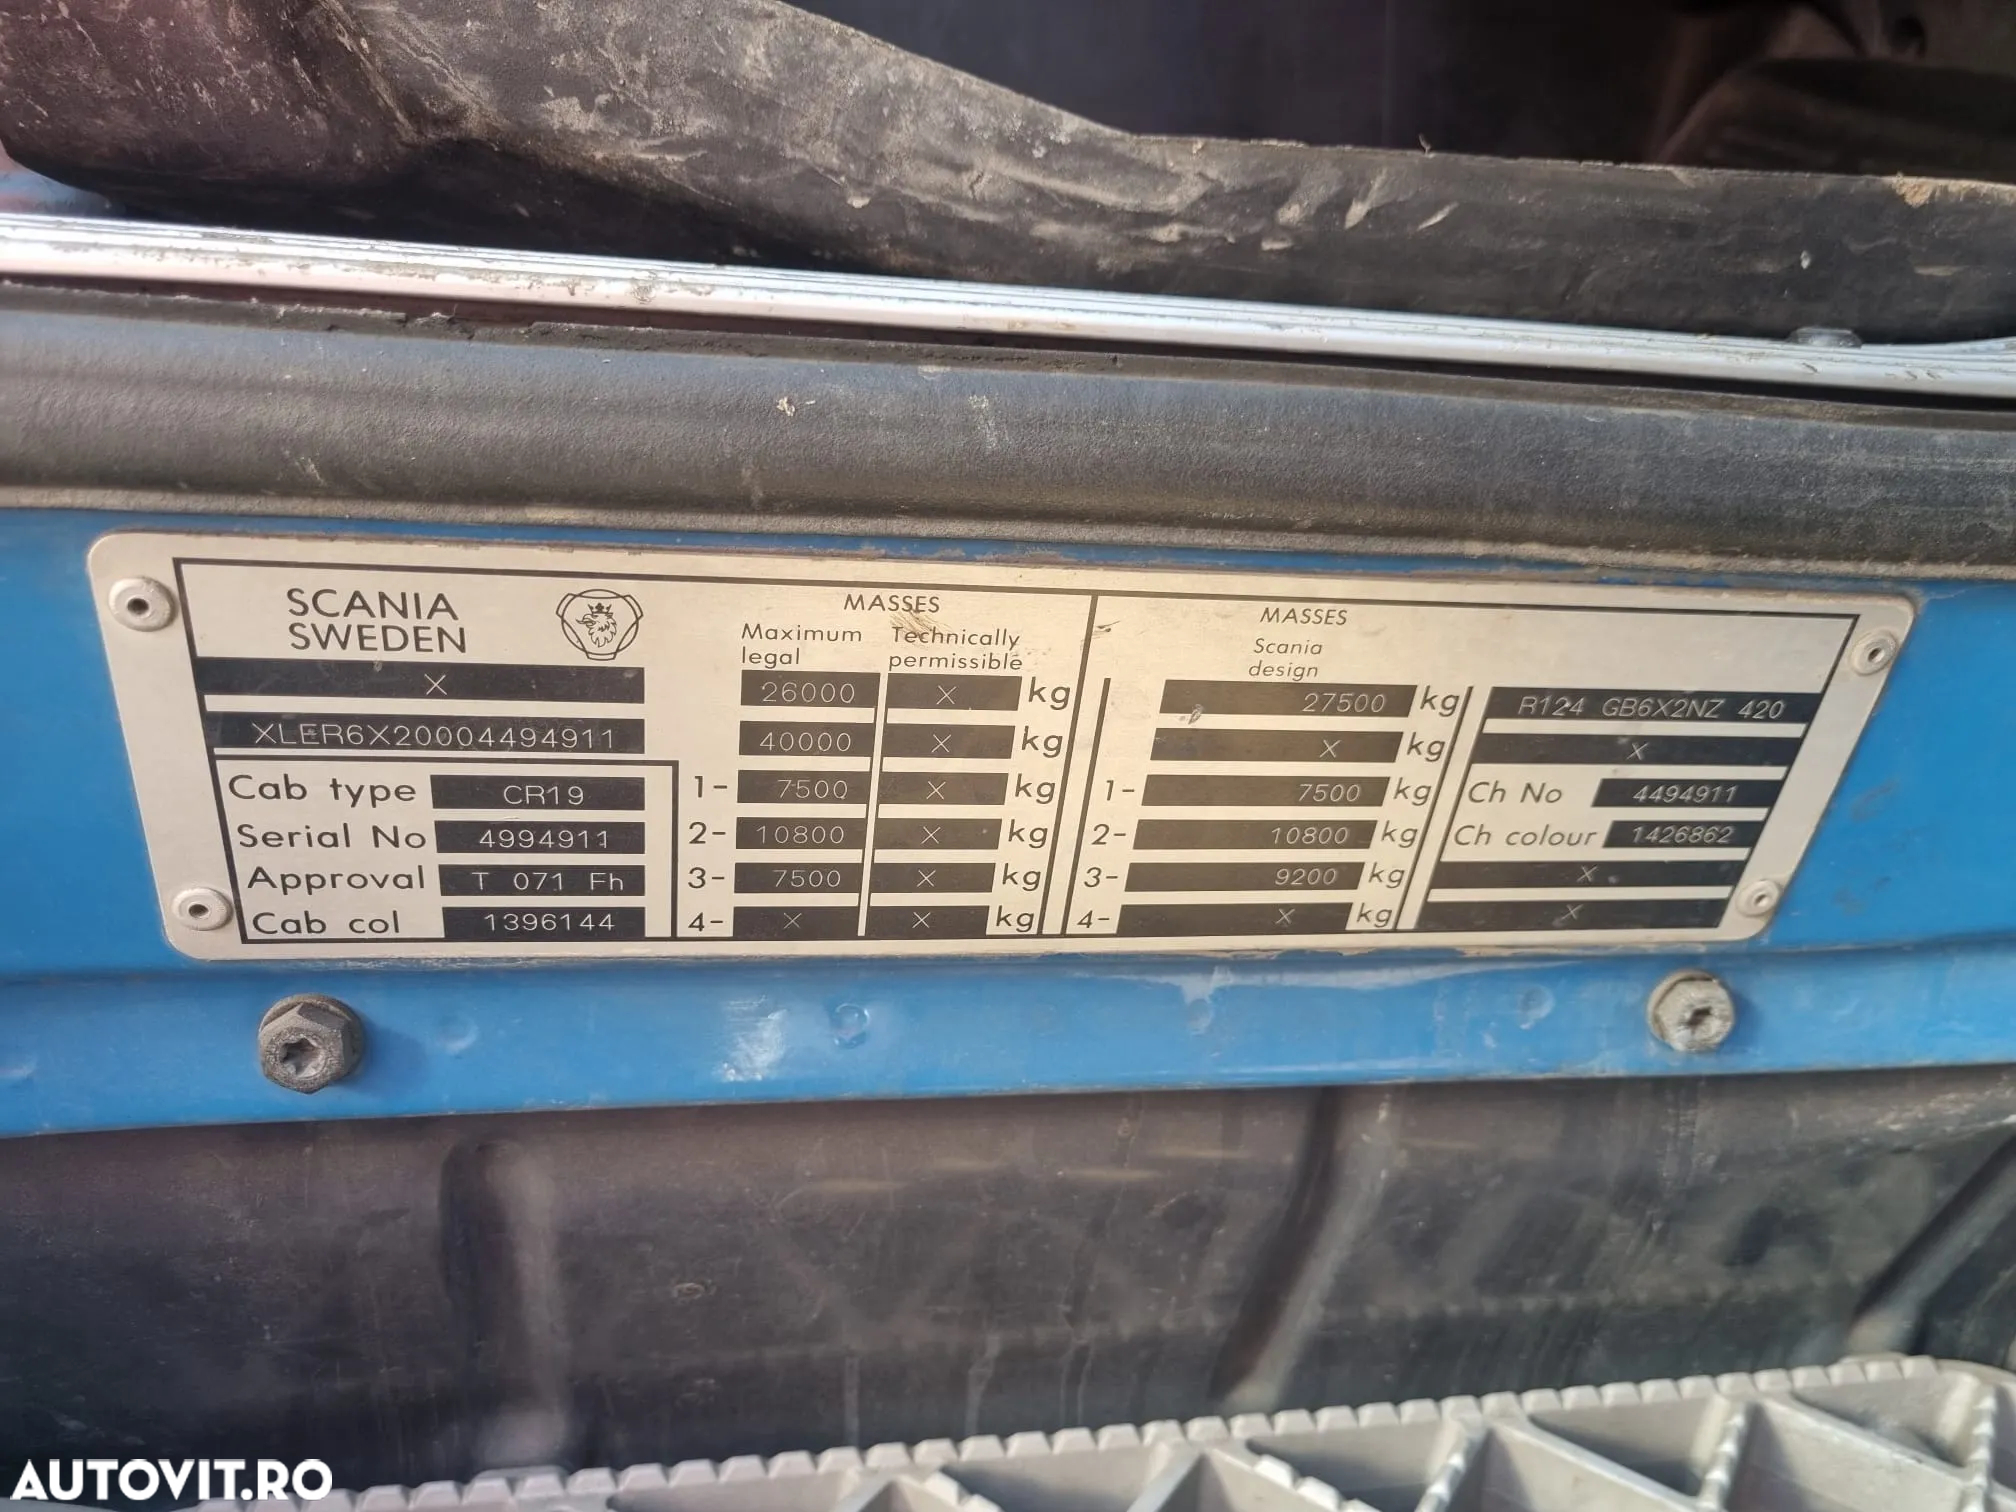 SCANIA
SWEDEN
X
XLER6X20004494911
Cab type CR19
Serial No 4994911
Approval T 071 Fh
Cab col 1396144
MASSES
Maximum legal Technically permissible
26000 X kg
40000 X kg
1- 7500 X kg
2- 10800 X kg
3- 7500 X kg
4- X X kg
MASSES
Scania
design
27500 kg
X kg
1- 7500 kg
2- 10800 kg
3- 9200 kg
4- X kg
R124 GB6X2NZ 420
X
Ch No 4494911
Ch colour 1426862
X
X
AUTOVIT.RO